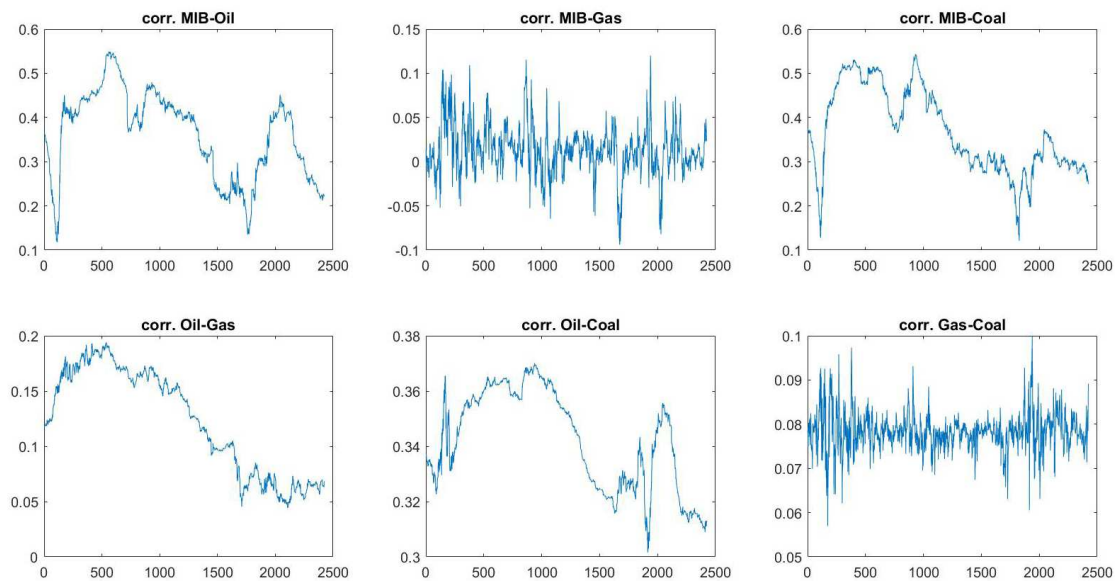 corr. MIB-Oil
0.6
0.5
0.4
0.3
0.2
0.1
0 500 1000 1500 2000 2500
corr. MIB-Gas
0.15
0.1
0.05
0
-0.05
-0.1
0 500 1000 1500 2000 2500
corr. MIB-Coal
0.6
0.5
0.4
0.3
0.2
0.1
0 500 1000 1500 2000 2500
corr. Oil-Gas
0.2
0.15
0.1
0.05
0
0 500 1000 1500 2000 2500
corr. Oil-Coal
0.38
0.36
0.34
0.32
0.3
0 500 1000 1500 2000 2500
corr. Gas-Coal
0.1
0.09
0.08
0.07
0.06
0.05
0 500 1000 1500 2000 2500